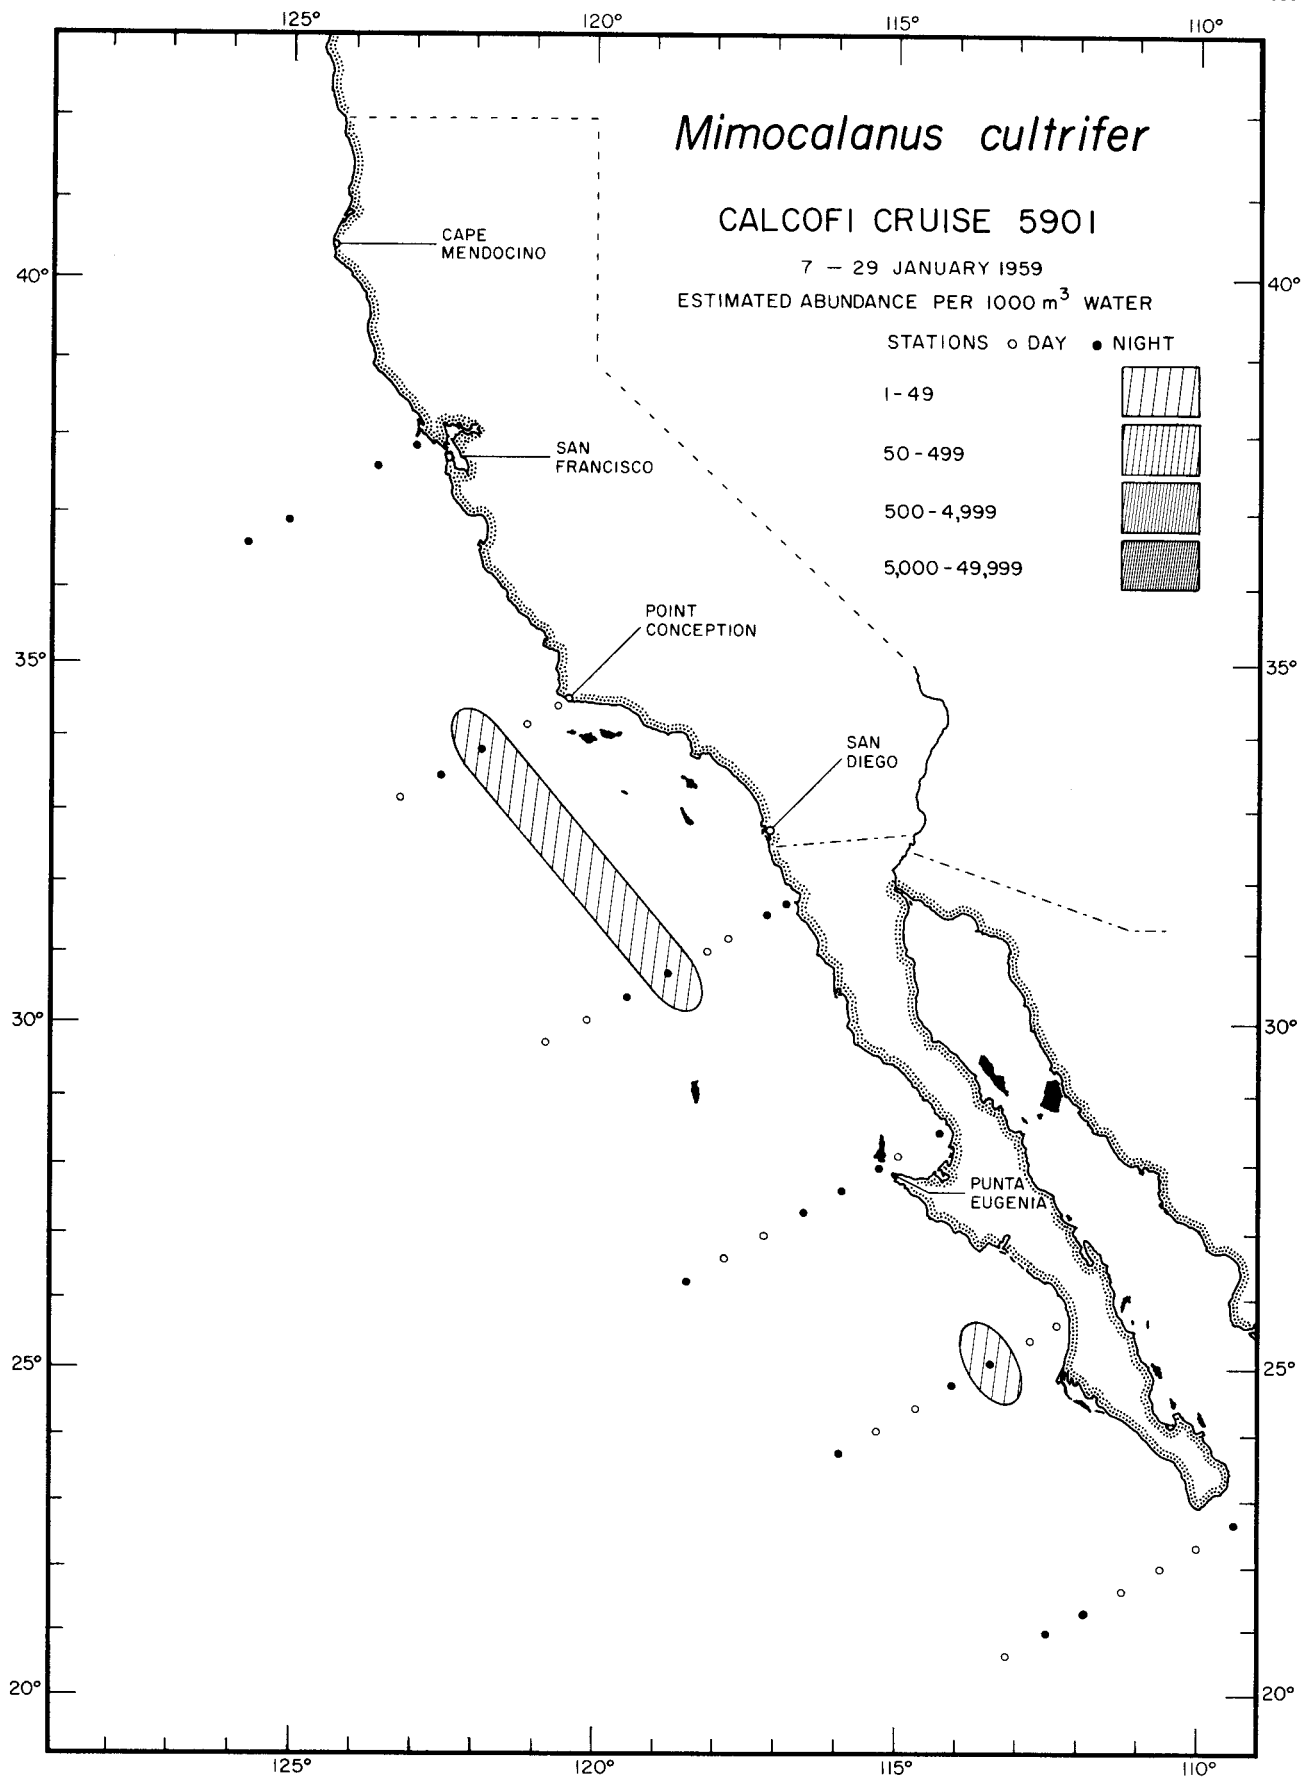 125° 120° 115° 110°
Mimocalanus cultrifer
CALCOFI CRUISE 5901
7 – 29 JANUARY 1959
ESTIMATED ABUNDANCE PER 1000 m³ WATER
STATIONS ○ DAY ● NIGHT
1-49
50-499
500-4,999
5,000-49,999
CAPE
MENDOCINO
40° 40°
SAN
FRANCISCO
POINT
CONCEPTION
35° 35°
SAN
DIEGO
30° 30°
PUNTA
EUGENIA
25° 25°
20° 20°
125° 120° 115° 110°